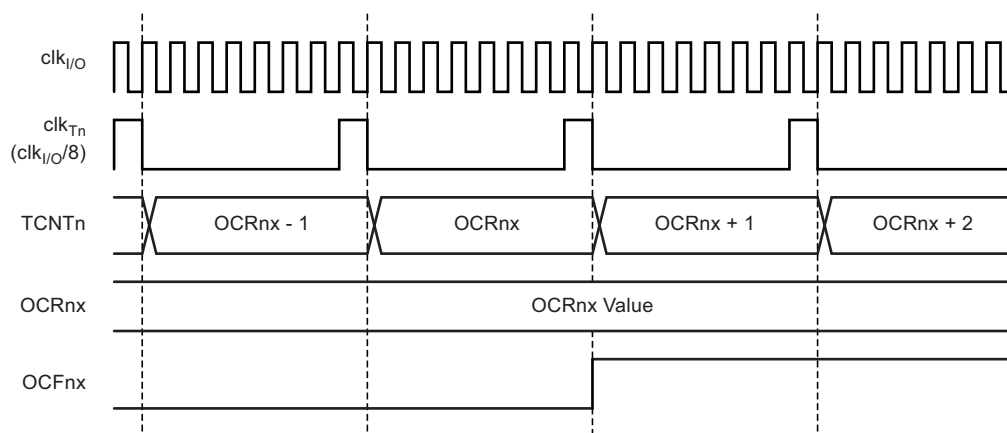 clkI/O
clkTn
(clkI/O/8)
TCNTn
OCRnx - 1
OCRnx
OCRnx + 1
OCRnx + 2
OCRnx
OCRnx Value
OCFnx